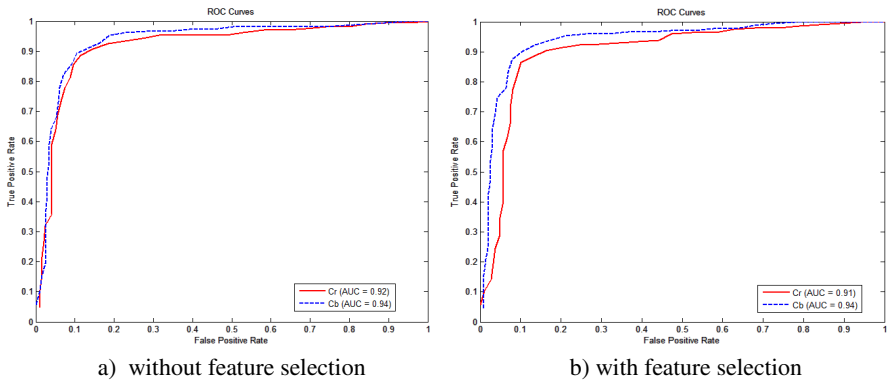 ROC Curves
1
0.9
0.8
0.7
0.6
0.5
0.4
0.3
0.2
0.1
0
True Positive Rate
0 0.1 0.2 0.3 0.4 0.5 0.6 0.7 0.8 0.9 1
False Positive Rate
Cr (AUC = 0.92)
Cb (AUC = 0.94)
a) without feature selection
ROC Curves
1
0.9
0.8
0.7
0.6
0.5
0.4
0.3
0.2
0.1
0
True Positive Rate
0 0.1 0.2 0.3 0.4 0.5 0.6 0.7 0.8 0.9 1
False Positive Rate
Cr (AUC = 0.91)
Cb (AUC = 0.94)
b) with feature selection